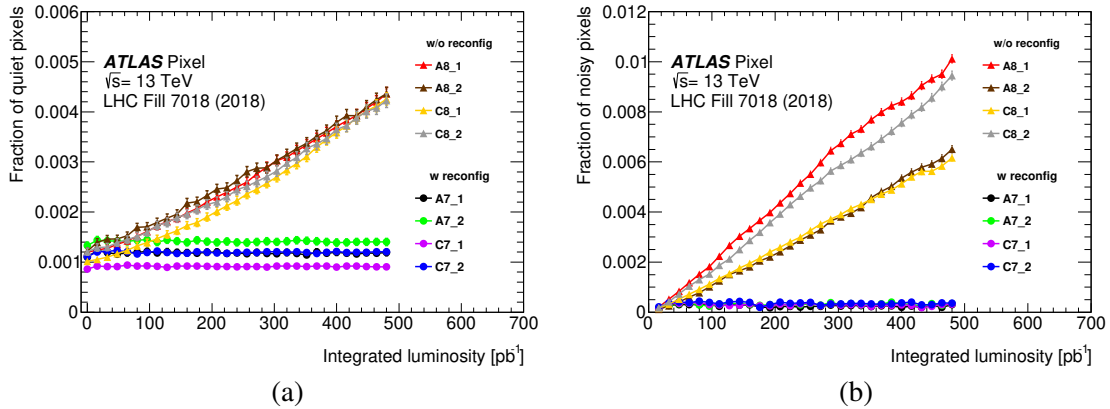 Fraction of quiet pixels
0.006
0.005
0.004
0.003
0.002
0.001
0
0 100 200 300 400 500 600 700
Integrated luminosity [pb-1]
ATLAS Pixel
√s= 13 TeV
LHC Fill 7018 (2018)
w/o reconfig
A8_1
A8_2
C8_1
C8_2
w reconfig
A7_1
A7_2
C7_1
C7_2
(a)
Fraction of noisy pixels
0.012
0.01
0.008
0.006
0.004
0.002
0
0 100 200 300 400 500 600 700
Integrated luminosity [pb-1]
ATLAS Pixel
√s= 13 TeV
LHC Fill 7018 (2018)
w/o reconfig
A8_1
A8_2
C8_1
C8_2
w reconfig
A7_1
A7_2
C7_1
C7_2
(b)